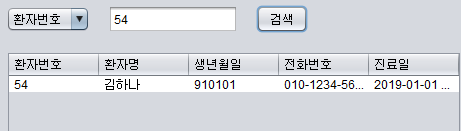 환자번호 54 검색
환자번호 환자명 생년월일 전화번호 진료일
54 김하나 910101 010-1234-56... 2019-01-01 ...